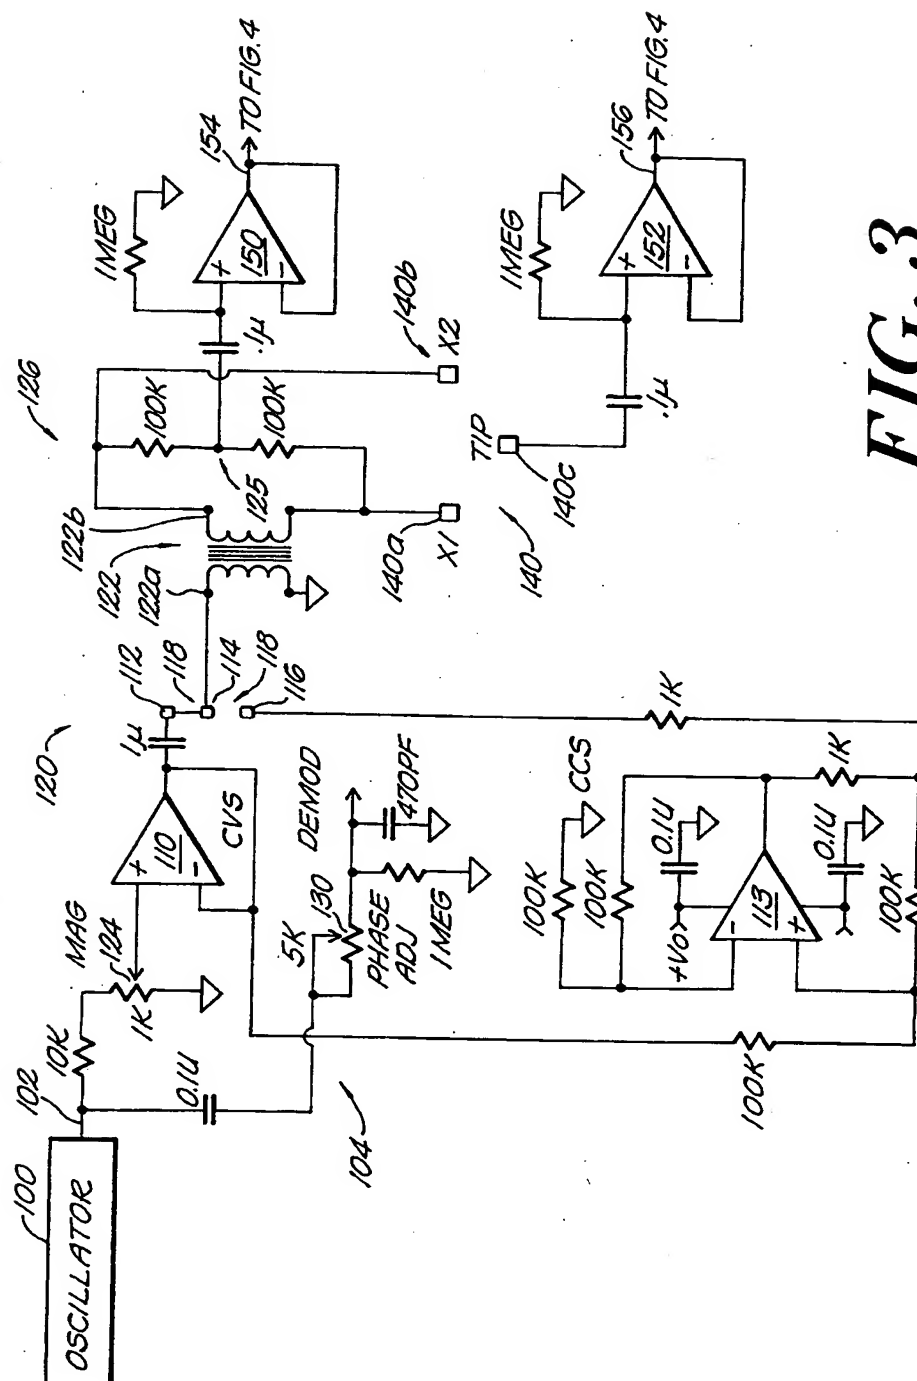 100
OSCILLATOR
102
10K
MAG
124
1K
0.1U
104
110
+
-
CVS
120
1µ
112
118
114
118
116
5K
130
DEMOD
PHASE
ADJ
1MEG
470PF
122
122a
122b
126
100K
125
100K
.1µ
1MEG
+
150
-
154
TO FIG.4
140a
X1
140b
X2
140
TIP
140c
.1µ
1MEG
+
152
-
156
TO FIG.4
100K
CCS
100K
100K
+Vo
0.1U
-
113
+
0.1U
1K
1K
100K
FIG. 3